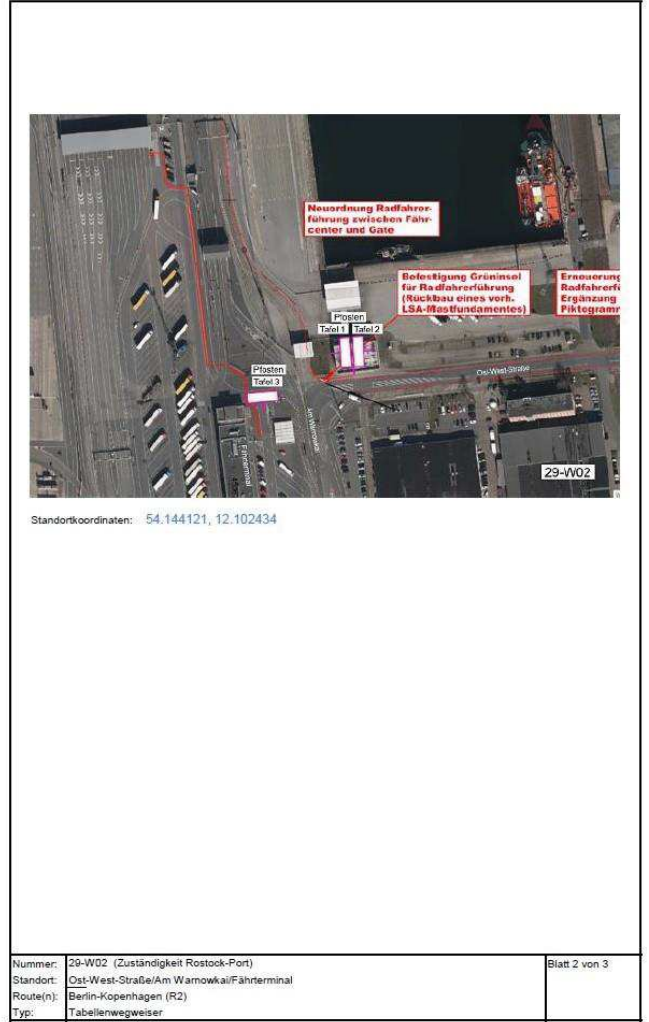 Neuordnung Radfahrer-
führung zwischen Fähr-
center und Gate
Befestigung Grüninsel
für Radfahrerführung
(Rückbau eines vorh.
LSA-Mastfundamentes)
Erneuerung
Radfahrerfü
Ergänzung
Piktogramm
Pfosten
Tafel 1 Tafel 2
Pfosten
Tafel 3
Ost-West-Straße
Am Warnowkai
Fährterminal
29-W02
Standortkoordinaten: 54.144121, 12.102434
Nummer: 29-W02 (Zuständigkeit Rostock-Port)
Blatt 2 von 3
Standort: Ost-West-Straße/Am Warnowkai/Fährterminal
Route(n): Berlin-Kopenhagen (R2)
Typ: Tabellenwegweiser